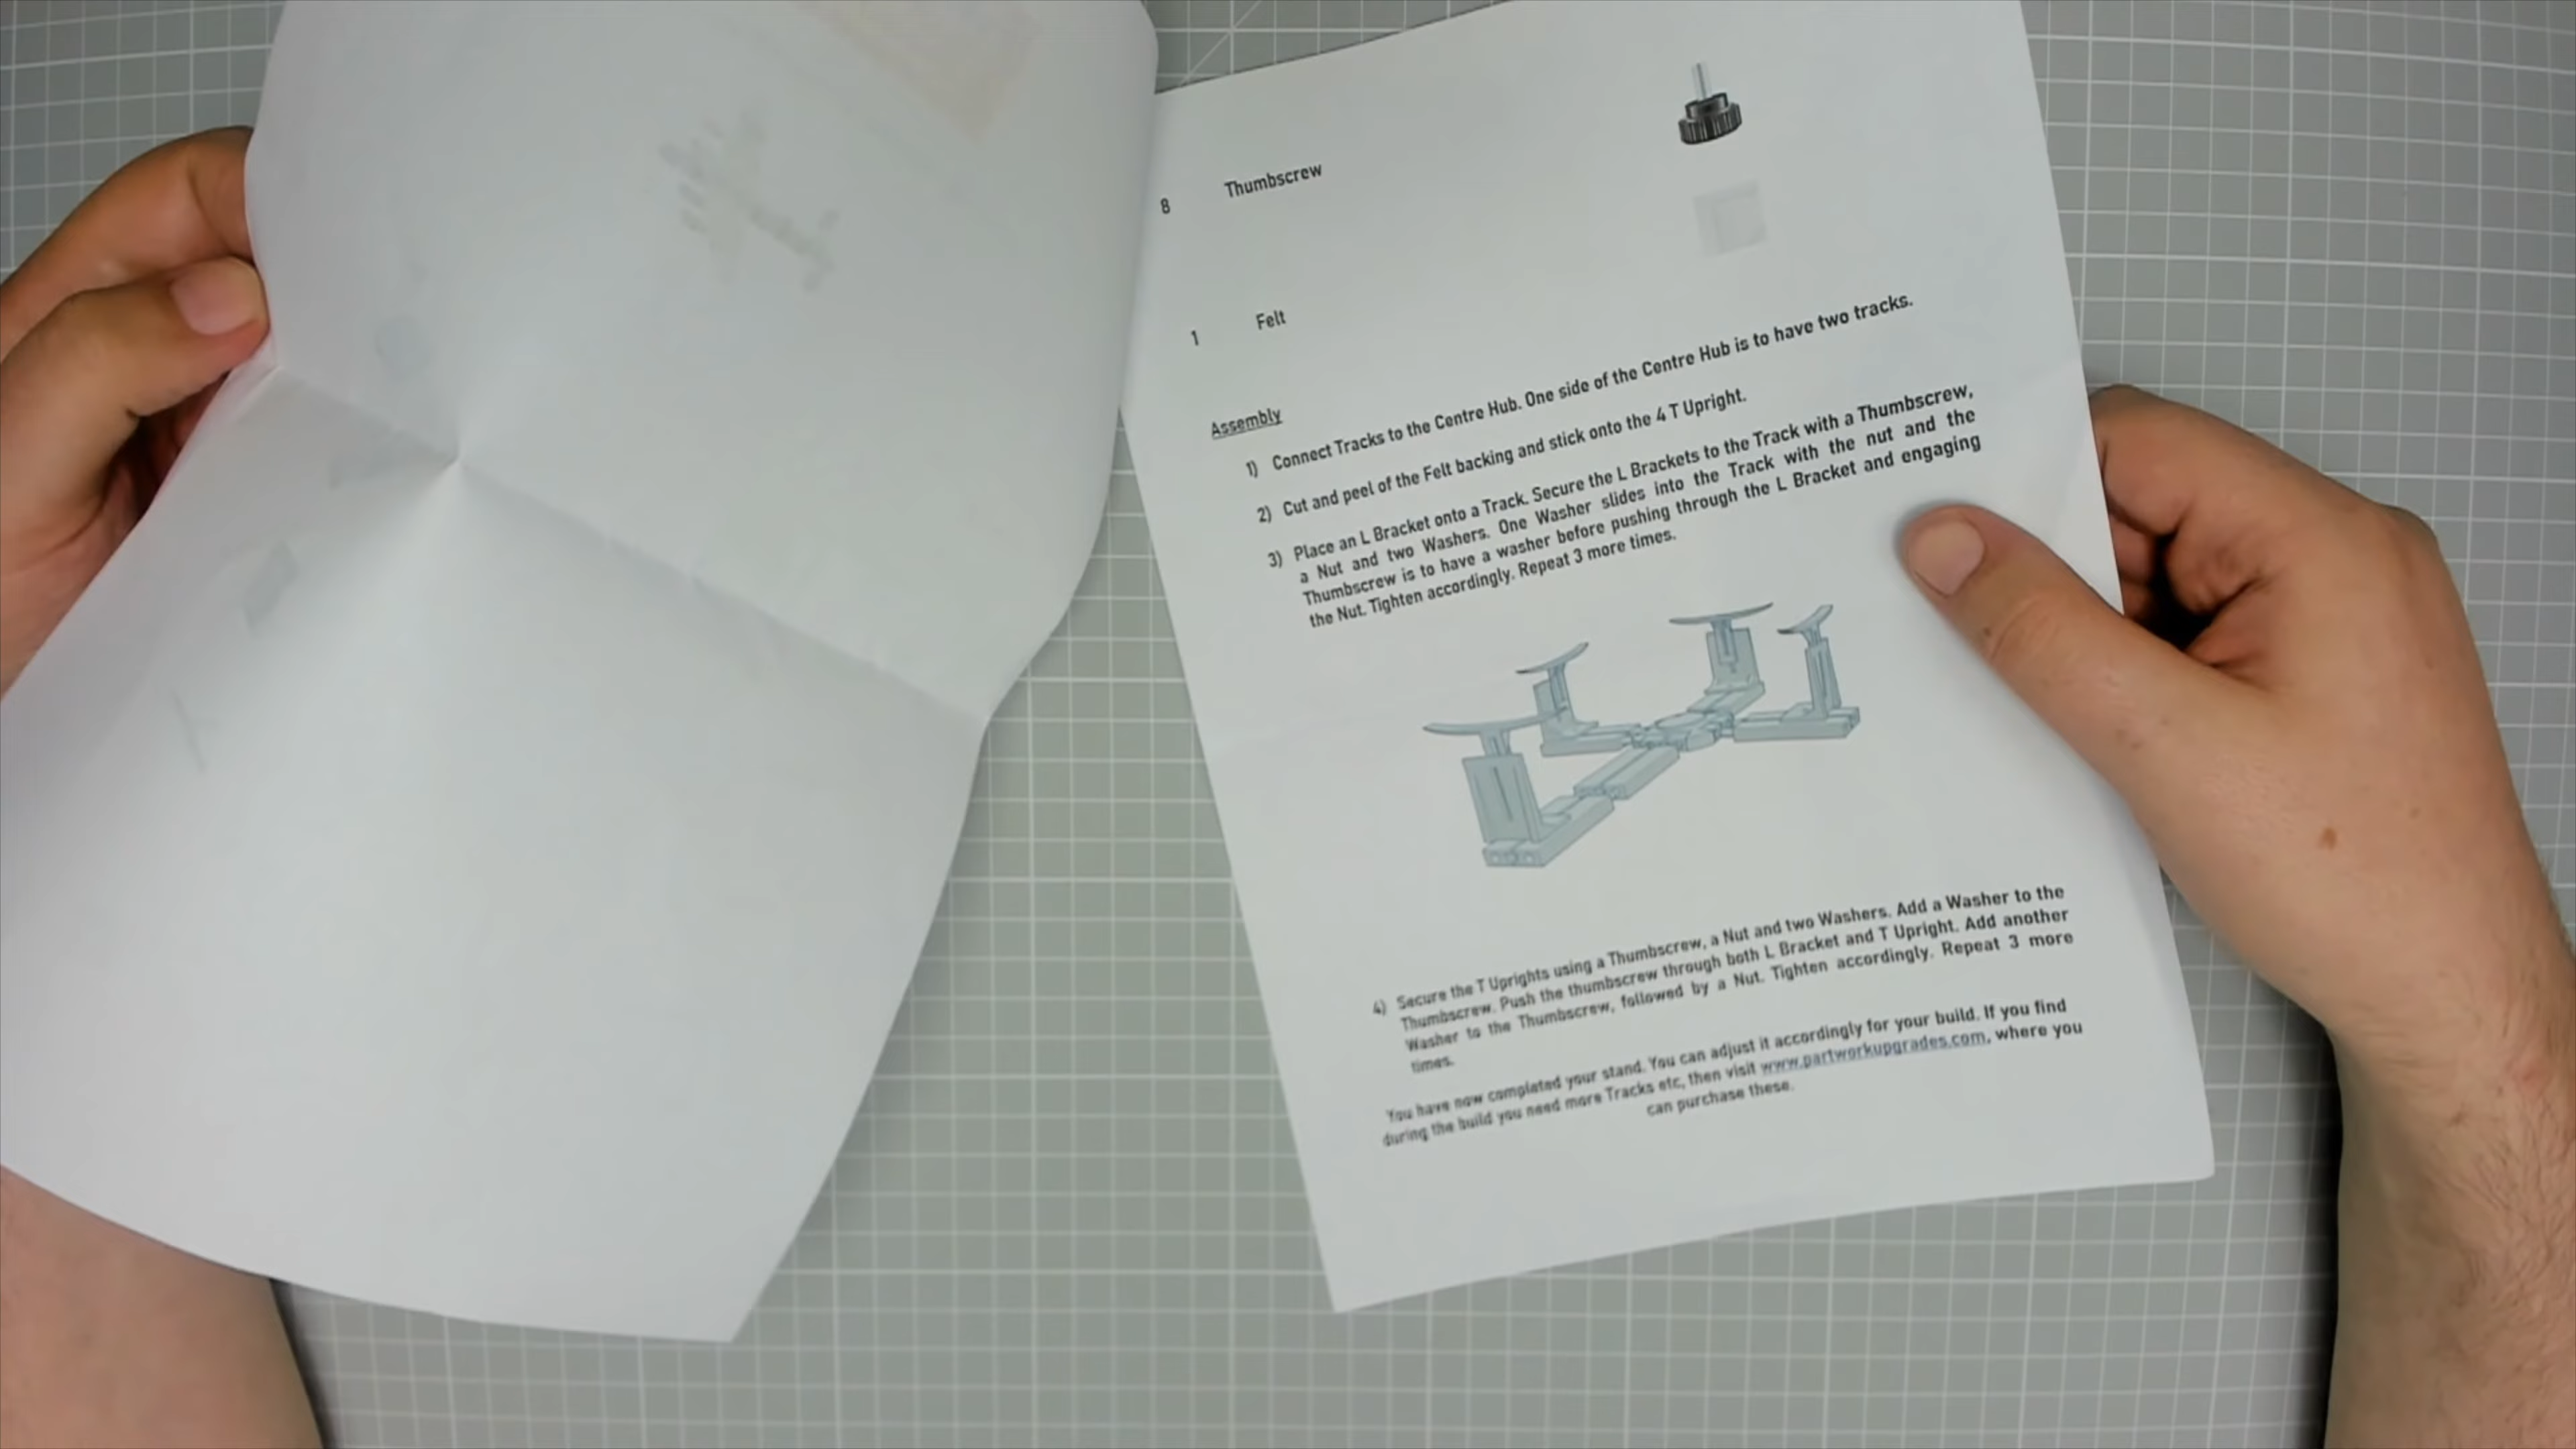 8 Thumbscrew
1 Felt
Assembly
1) Connect Tracks to the Centre Hub. One side of the Centre Hub is to have two tracks.
2) Cut and peel of the Felt backing and stick onto the 4 T Upright.
3) Place an L Bracket onto a Track. Secure the L Brackets to the Track with a Thumbscrew,
a Nut and two Washers. One Washer slides into the Track with the nut and the
Thumbscrew is to have a washer before pushing through the L Bracket and engaging
the Nut. Tighten accordingly. Repeat 3 more times.
4) Secure the T Uprights using a Thumbscrew, a Nut and two Washers. Add a Washer to the
Thumbscrew. Push the thumbscrew through both L Bracket and T Upright. Add another
Washer to the Thumbscrew, followed by a Nut. Tighten accordingly. Repeat 3 more
times.
You have now completed your stand. You can adjust it accordingly for your build. If you find
during the build you need more Tracks etc, then visit www.partworkupgrades.com, where you
can purchase these.